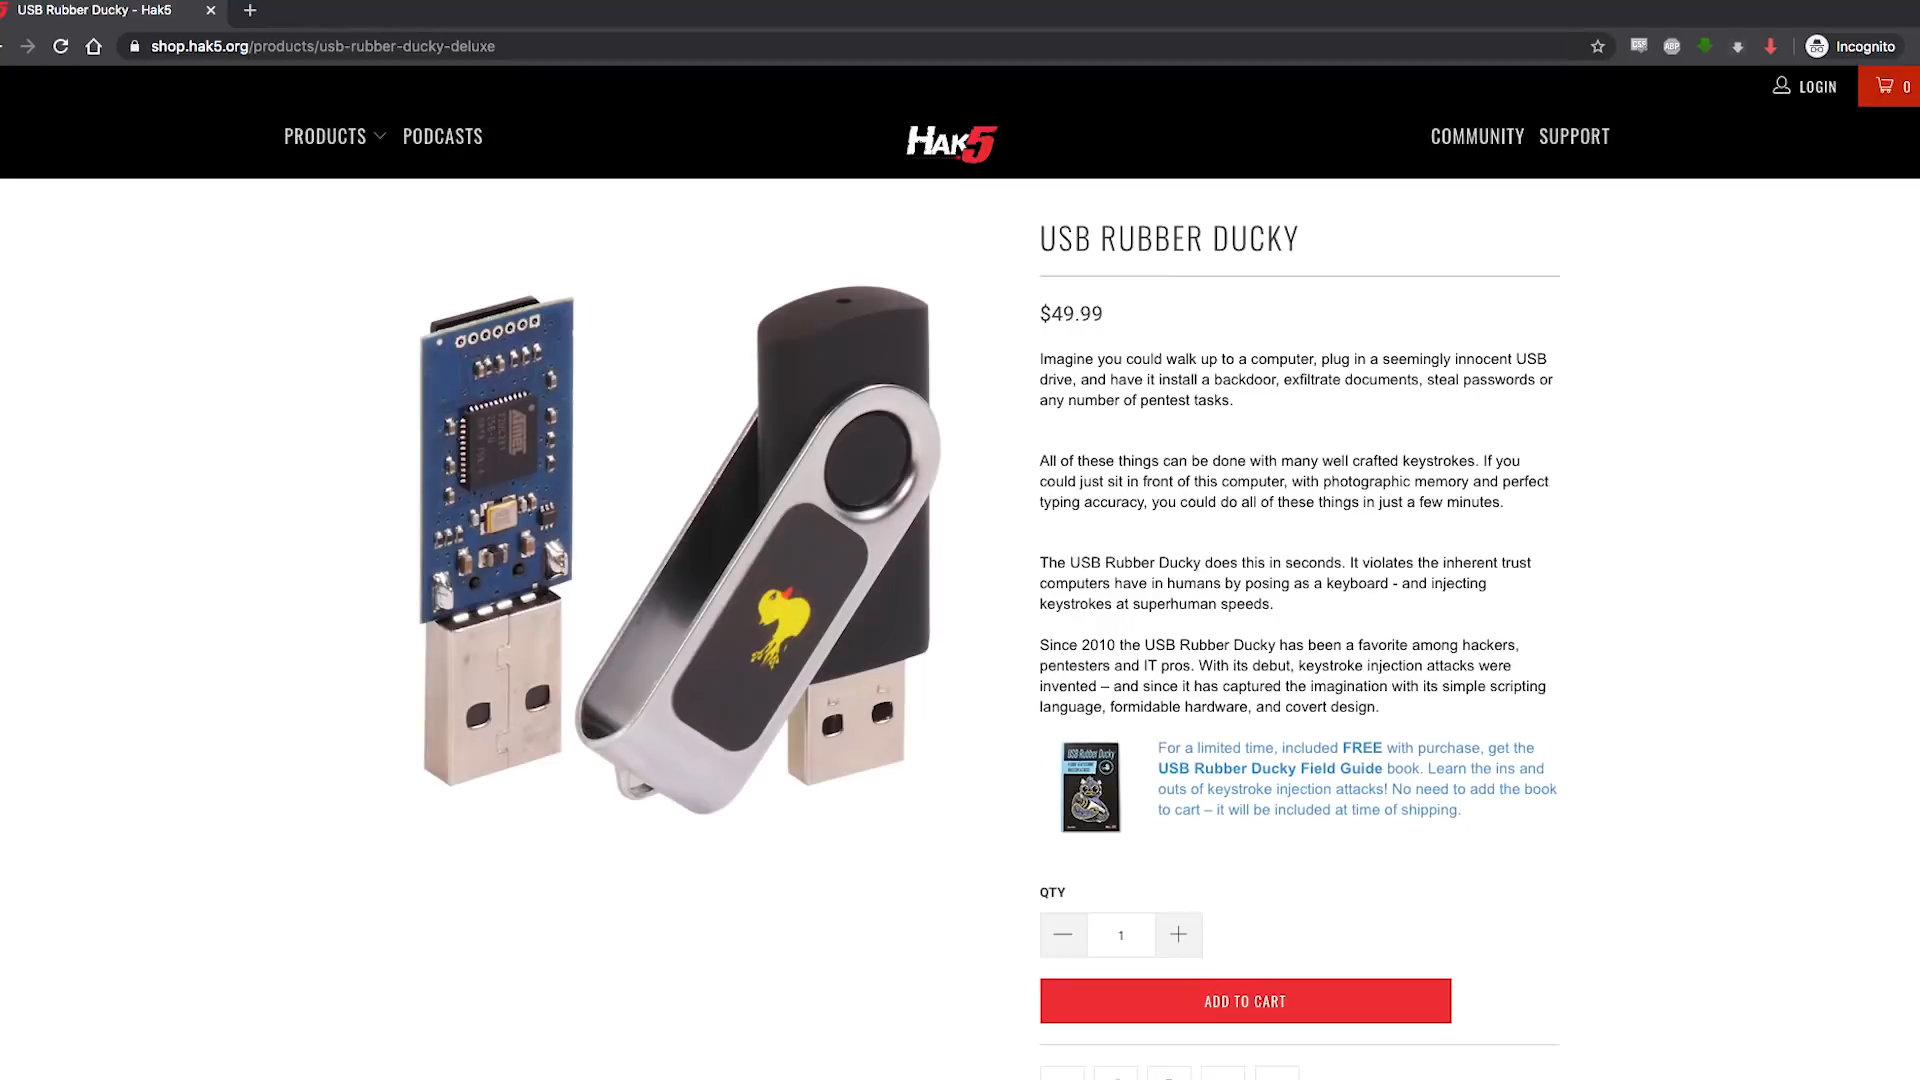 USB Rubber Ducky - Hak5
shop.hak5.org/products/usb-rubber-ducky-deluxe
ABP
Incognito
LOGIN
0
PRODUCTS
PODCASTS
HAK5
COMMUNITY
SUPPORT
USB RUBBER DUCKY
$49.99
Imagine you could walk up to a computer, plug in a seemingly innocent USB
drive, and have it install a backdoor, exfiltrate documents, steal passwords or
any number of pentest tasks.
All of these things can be done with many well crafted keystrokes. If you
could just sit in front of this computer, with photographic memory and perfect
typing accuracy, you could do all of these things in just a few minutes.
The USB Rubber Ducky does this in seconds. It violates the inherent trust
computers have in humans by posing as a keyboard - and injecting
keystrokes at superhuman speeds.
Since 2010 the USB Rubber Ducky has been a favorite among hackers,
pentesters and IT pros. With its debut, keystroke injection attacks were
invented – and since it has captured the imagination with its simple scripting
language, formidable hardware, and covert design.
USB Rubber Ducky
For a limited time, included FREE with purchase, get the
USB Rubber Ducky Field Guide book. Learn the ins and
outs of keystroke injection attacks! No need to add the book
to cart – it will be included at time of shipping.
QTY
1
ADD TO CART